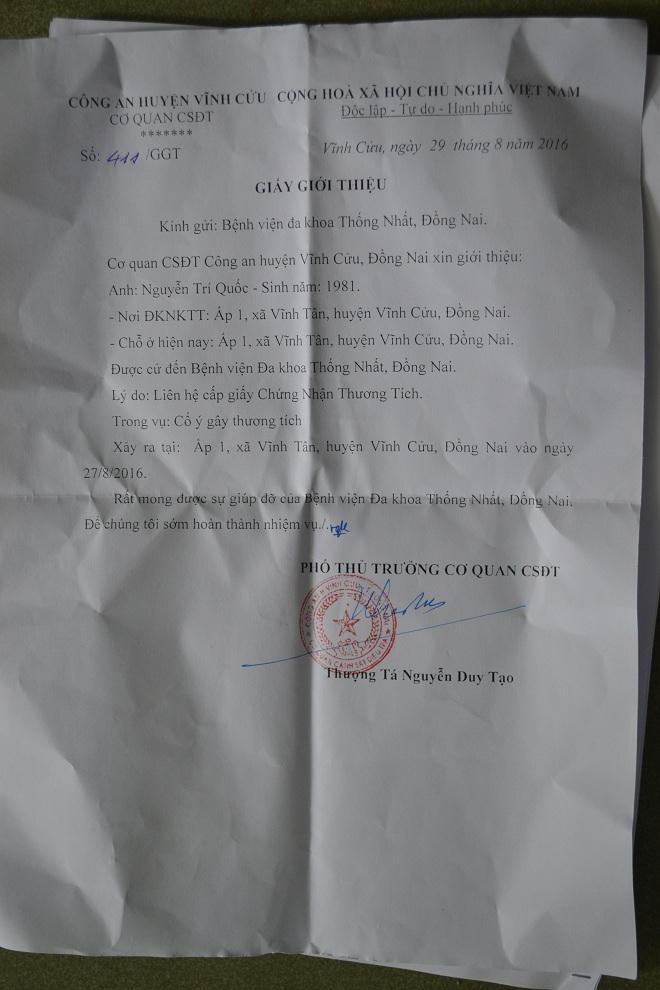 CÔNG AN HUYỆN VĨNH CỬU CỘNG HOÀ XÃ HỘI CHỦ NGHĨA VIỆT NAM
CƠ QUAN CSĐT Độc lập - Tự do - Hạnh phúc
*******
Số: 411 /GGT Vĩnh Cửu, ngày 29 tháng 8 năm 2016
GIẤY GIỚI THIỆU
Kính gửi: Bệnh viện đa khoa Thống Nhất, Đồng Nai.
Cơ quan CSĐT Công an huyện Vĩnh Cửu, Đồng Nai xin giới thiệu:
Anh: Nguyễn Trí Quốc - Sinh năm: 1981.
- Nơi ĐKNKTT: Ấp 1, xã Vĩnh Tân, huyện Vĩnh Cửu, Đồng Nai.
- Chỗ ở hiện nay: Ấp 1, xã Vĩnh Tân, huyện Vĩnh Cửu, Đồng Nai.
Được cử đến Bệnh viện Đa khoa Thống Nhất, Đồng Nai.
Lý do: Liên hệ cấp giấy Chứng Nhận Thương Tích.
Trong vụ: Cố ý gây thương tích
Xảy ra tại: Ấp 1, xã Vĩnh Tân, huyện Vĩnh Cửu, Đồng Nai vào ngày
27/8/2016.
Rất mong được sự giúp đỡ của Bệnh viện Đa khoa Thống Nhất, Đồng Nai.
Để chúng tôi sớm hoàn thành nhiệm vụ./.
PHÓ THỦ TRƯỞNG CƠ QUAN CSĐT
Thượng Tá Nguyễn Duy Tạo